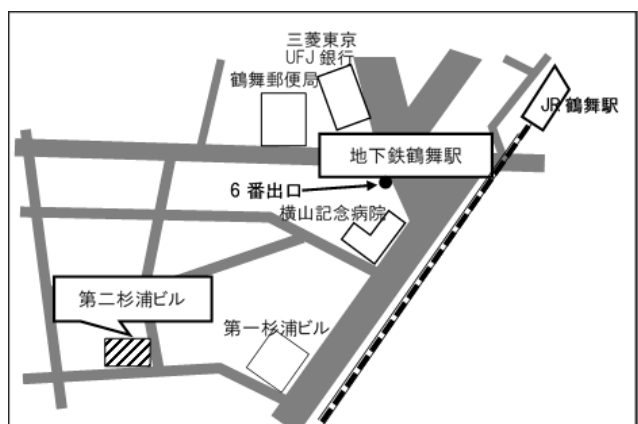 三菱東京
UFJ 銀行
鶴舞郵便局
JR 鶴舞駅
地下鉄鶴舞駅
6 番出口
横山記念病院
第二杉浦ビル
第一杉浦ビル